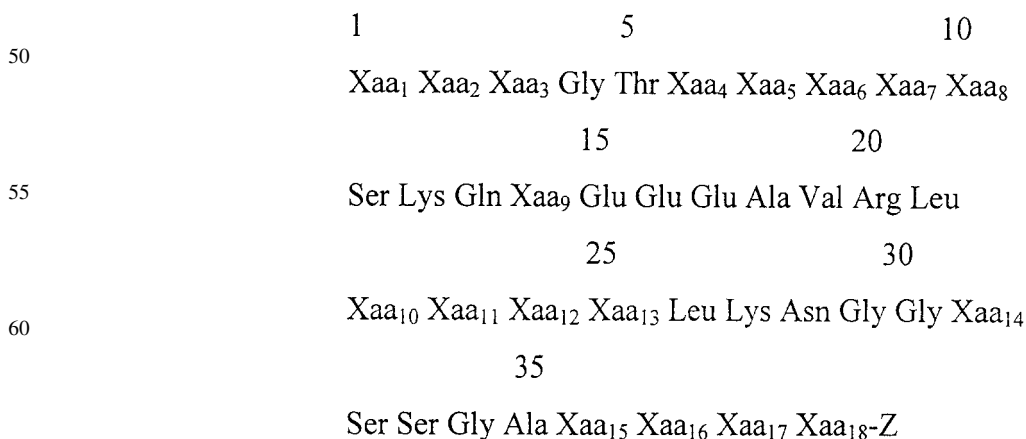 1 5 10
50
Xaa₁ Xaa₂ Xaa₃ Gly Thr Xaa₄ Xaa₅ Xaa₆ Xaa₇ Xaa₈
15 20
55 Ser Lys Gln Xaa₉ Glu Glu Glu Ala Val Arg Leu
25 30
60 Xaa₁₀ Xaa₁₁ Xaa₁₂ Xaa₁₃ Leu Lys Asn Gly Gly Xaa₁₄
35
Ser Ser Gly Ala Xaa₁₅ Xaa₁₆ Xaa₁₇ Xaa₁₈-Z